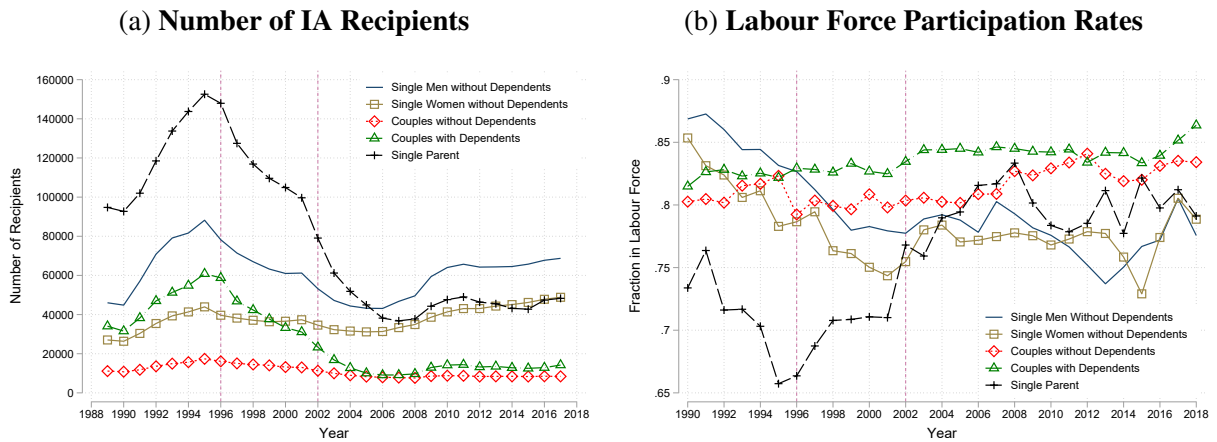 (a) Number of IA Recipients
160000
140000
120000
100000
80000
60000
40000
20000
0
Number of Recipients
Single Men without Dependents
Single Women without Dependents
Couples without Dependents
Couples with Dependents
Single Parent
1988 1990 1992 1994 1996 1998 2000 2002 2004 2006 2008 2010 2012 2014 2016 2018
Year
(b) Labour Force Participation Rates
.9
.85
.8
.75
.7
.65
Fraction in Labour Force
Single Men Without Dependents
Single Women without Dependents
Couples without Dependents
Couples with Dependents
Single Parent
1990 1992 1994 1996 1998 2000 2002 2004 2006 2008 2010 2012 2014 2016 2018
Year